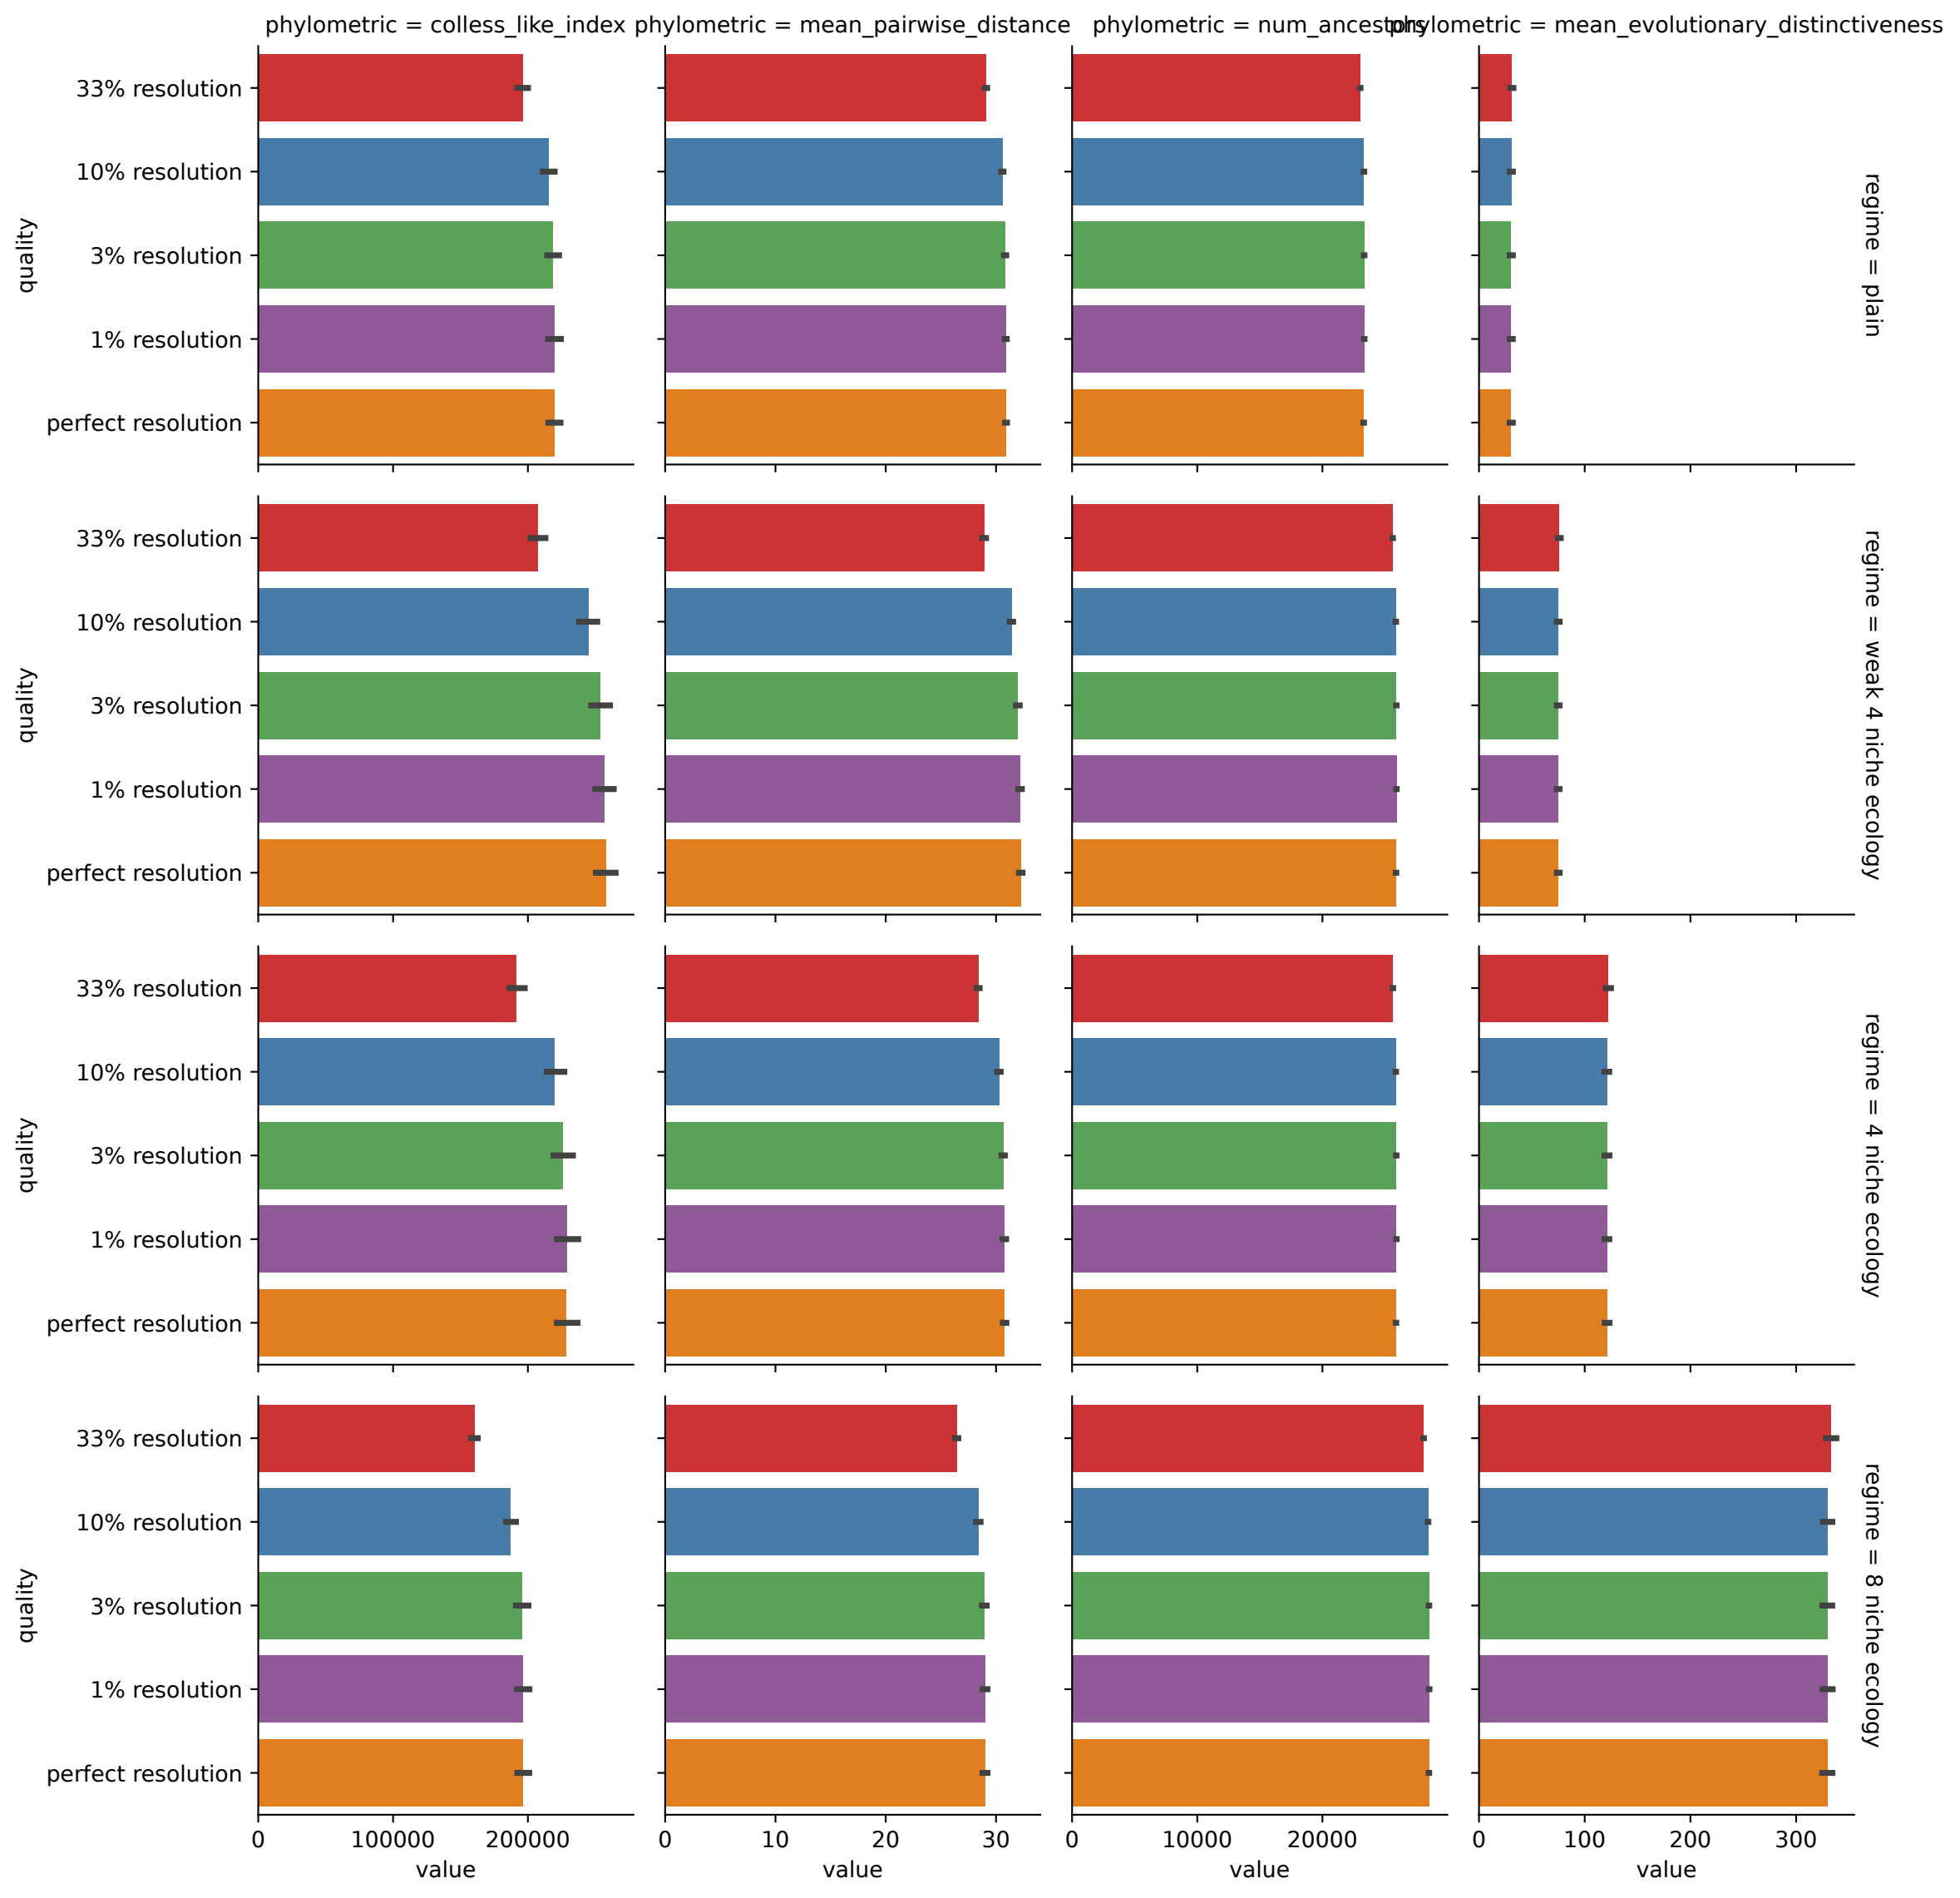 phylometric = colless_like_index
phylometric = mean_pairwise_distance
phylometric = num_ancestors
phylometric = mean_evolutionary_distinctiveness
quality
33% resolution
10% resolution
3% resolution
1% resolution
perfect resolution
regime = plain
quality
33% resolution
10% resolution
3% resolution
1% resolution
perfect resolution
regime = weak 4 niche ecology
quality
33% resolution
10% resolution
3% resolution
1% resolution
perfect resolution
regime = 4 niche ecology
quality
33% resolution
10% resolution
3% resolution
1% resolution
perfect resolution
regime = 8 niche ecology
0 100000 200000
0 10 20 30
0 10000 20000
0 100 200 300
value
value
value
value